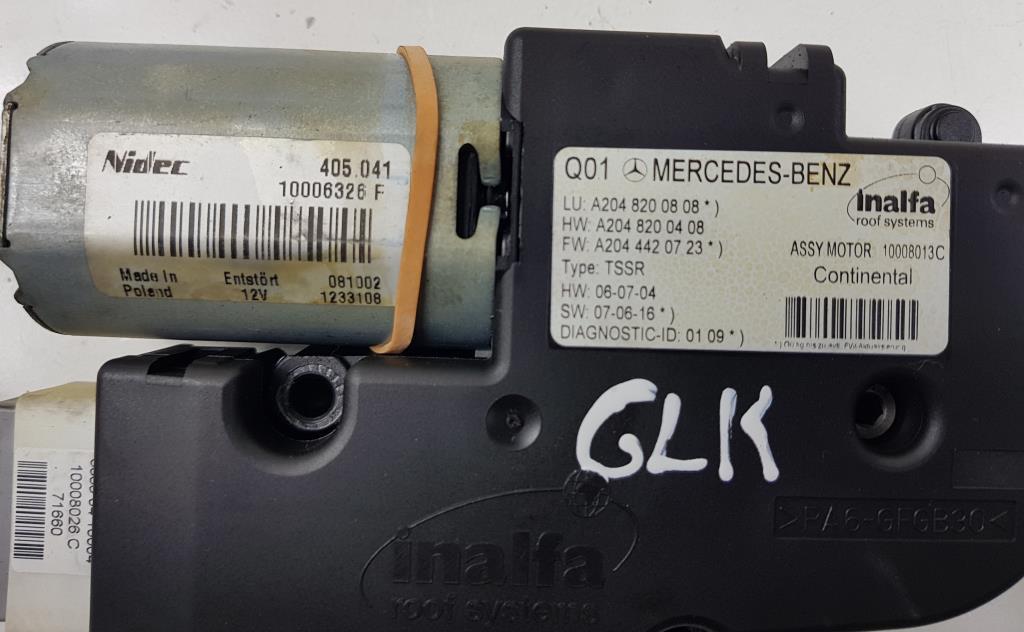 Nidec 405.041
10006326 F
Made In Poland Entstört 12V 081002 1233108
Q01 MERCEDES-BENZ
LU: A204 820 08 08 * )
HW: A204 820 04 08
FW: A204 442 07 23 * )
Type: TSSR
HW: 06-07-04
SW: 07-06-16 * )
DIAGNOSTIC-ID: 01 09 * )
inalfa
roof systems
ASSY MOTOR 10008013C
Continental
GLK
>PA6-GFGB30<
inalfa
roof systems
10008026 C
71660